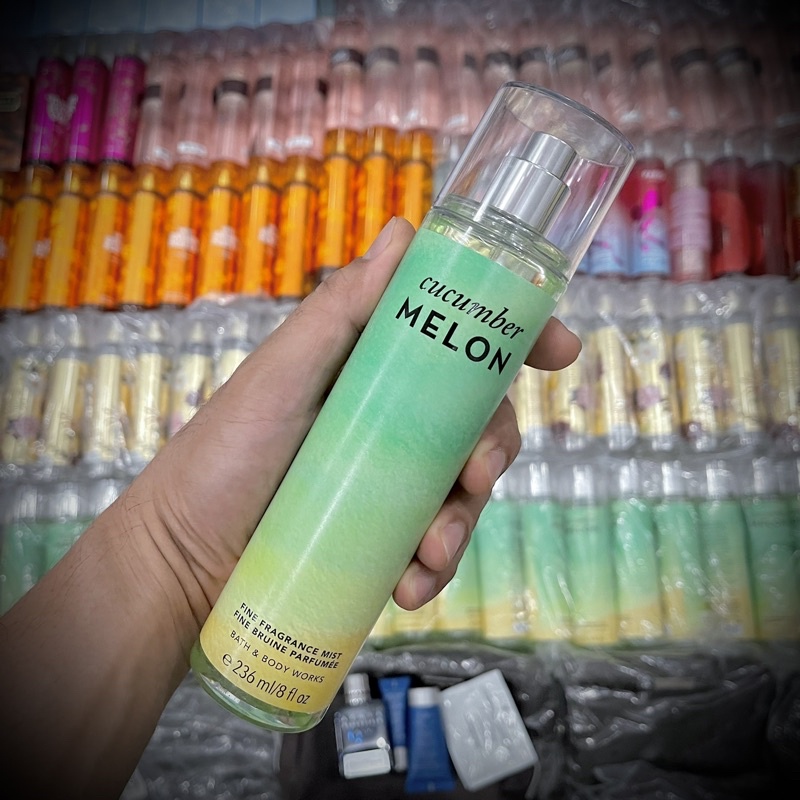 cucumber
MELON
FINE FRAGRANCE MIST
FINE BRUINE PARFUMÉE
BATH & BODY WORKS
℮ 236 ml/8 fl oz